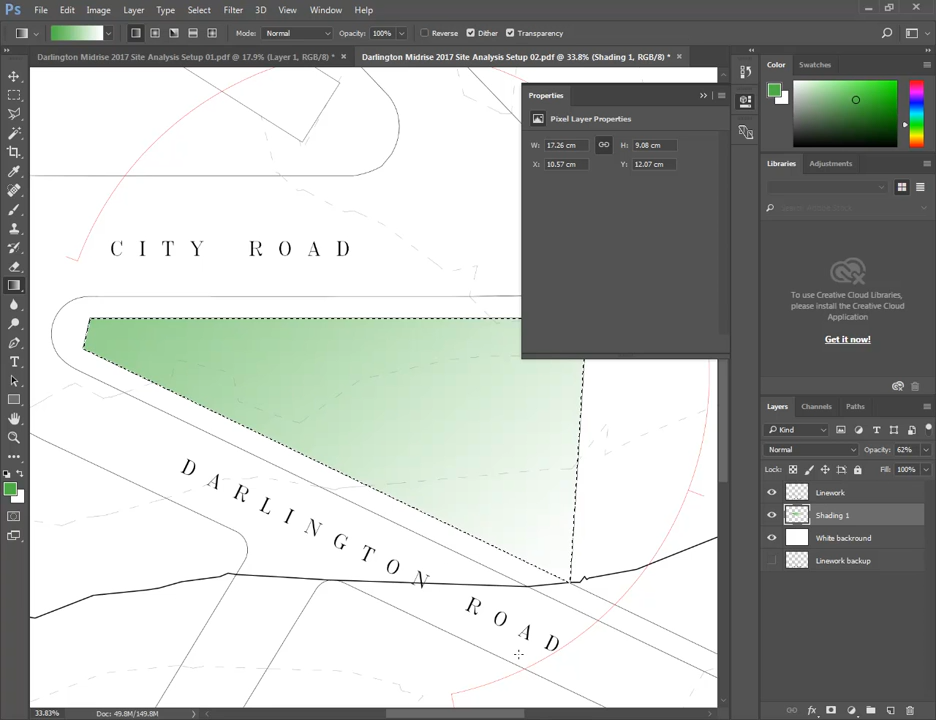 Ps File Edit Image Layer Type Select Filter 3D View Window Help
Mode: Normal Opacity: 100% Reverse Dither Transparency
Darlington Midrise 2017 Site Analysis Setup 01.psd @ 17.9% (Layer 1, RGB/8) * × Darlington Midrise 2017 Site Analysis Setup 02.psd @ 33.8% (Shading 1, RGB/8) * ×
Properties
Pixel Layer Properties
W: 17.26 cm H: 9.08 cm
X: 10.57 cm Y: 12.07 cm
CITY ROAD
DARLINGTON ROAD
Color Swatches
Libraries Adjustments
To use Creative Cloud Libraries,
please install the Creative Cloud
Application
Get it now!
Layers Channels Paths
Kind
Normal Opacity: 62%
Lock: Fill: 100%
Linework
Shading 1
White backround
Linework backup
fx
33.83% Doc: 49.8M/149.8M